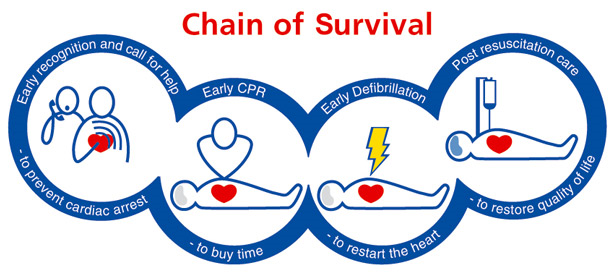 Chain of Survival
Early recognition and call for help
- to prevent cardiac arrest
Early CPR
- to buy time
Early Defibrillation
- to restart the heart
Post resuscitation care
- to restore quality of life